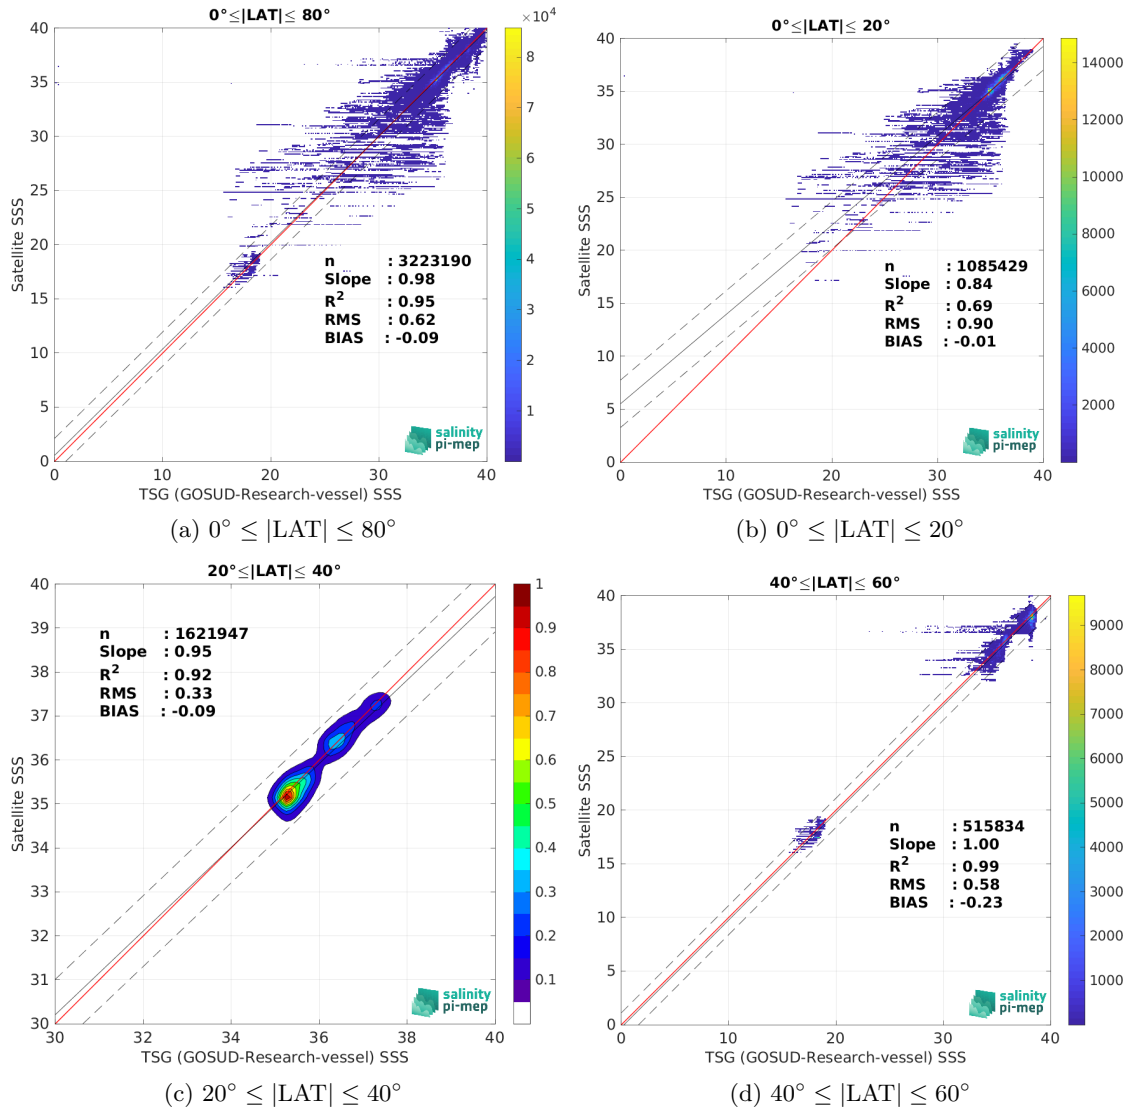 0°≤|LAT|≤ 80°
×10⁴
40
35
30
25
20
15
10
5
0
0
10
20
30
40
8
7
6
5
4
3
2
1
Satellite SSS
n : 3223190
Slope : 0.98
R² : 0.95
RMS : 0.62
BIAS : -0.09
salinity
pi-mep
TSG (GOSUD-Research-vessel) SSS
(a) 0° ≤ |LAT| ≤ 80°
0°≤|LAT|≤ 20°
40
35
30
25
20
15
10
5
0
0
10
20
30
40
14000
12000
10000
8000
6000
4000
2000
Satellite SSS
n : 1085429
Slope : 0.84
R² : 0.69
RMS : 0.90
BIAS : -0.01
salinity
pi-mep
TSG (GOSUD-Research-vessel) SSS
(b) 0° ≤ |LAT| ≤ 20°
20°≤|LAT|≤ 40°
40
39
38
37
36
35
34
33
32
31
30
30
32
34
36
38
40
1
0.9
0.8
0.7
0.6
0.5
0.4
0.3
0.2
0.1
Satellite SSS
n : 1621947
Slope : 0.95
R² : 0.92
RMS : 0.33
BIAS : -0.09
salinity
pi-mep
TSG (GOSUD-Research-vessel) SSS
(c) 20° ≤ |LAT| ≤ 40°
40°≤|LAT|≤ 60°
40
35
30
25
20
15
10
5
0
0
10
20
30
40
9000
8000
7000
6000
5000
4000
3000
2000
1000
Satellite SSS
n : 515834
Slope : 1.00
R² : 0.99
RMS : 0.58
BIAS : -0.23
salinity
pi-mep
TSG (GOSUD-Research-vessel) SSS
(d) 40° ≤ |LAT| ≤ 60°